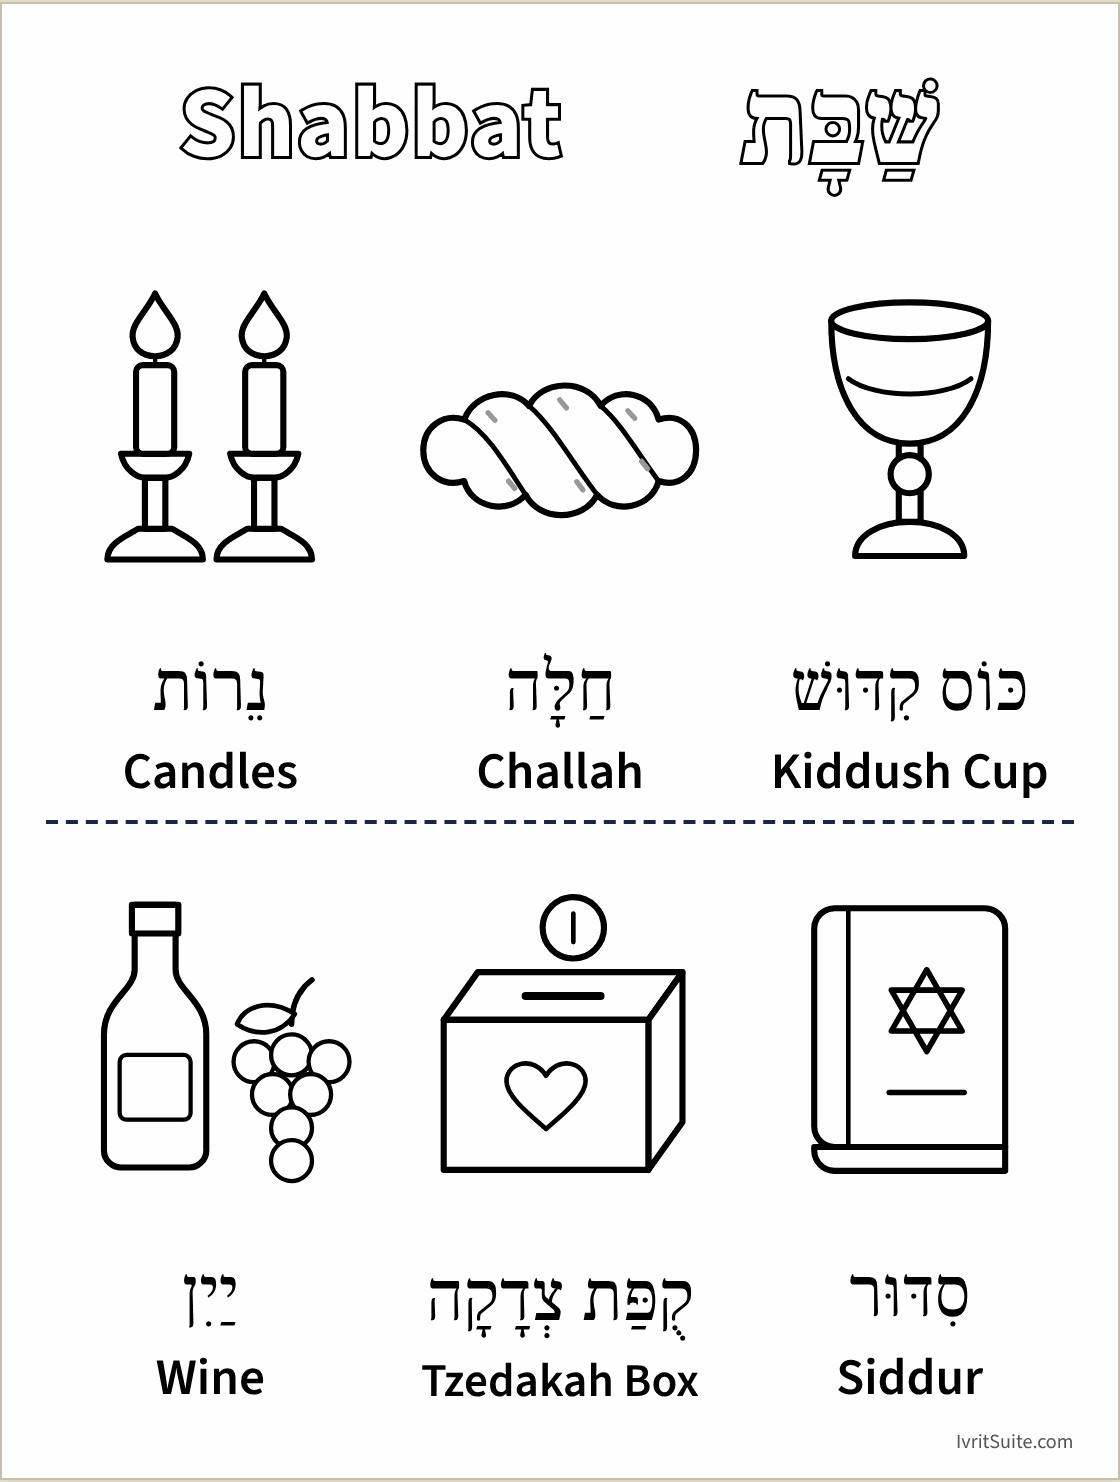 Shabbat שַׁבָּת
נֵרוֹת חַלָּה כּוֹס קִדּוּשׁ
Candles Challah Kiddush Cup
יַיִן קֻפַּת צְדָקָה סִדּוּר
Wine Tzedakah Box Siddur
IvritSuite.com